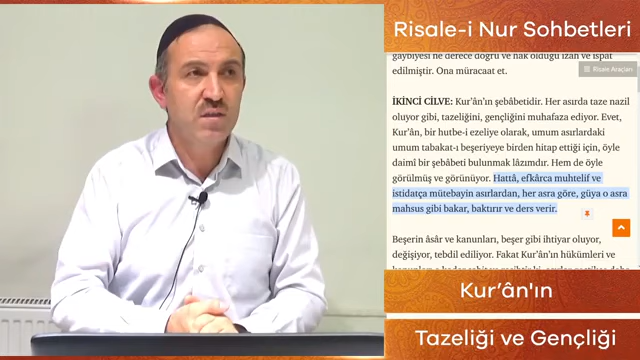 Risale-i Nur Sohbetleri
gaybîyesi ne derece doğru ve hak olduğu izah ve ispat
edilmiştir. Ona müracaat et.
Risale Araçları
İKİNCİ CİLVE: Kur'ân'ın şebâbetidir. Her asırda taze nazil
oluyor gibi, tazeliğini, gençliğini muhafaza ediyor. Evet,
Kur'ân, bir hutbe-i ezeliye olarak, umum asırlardaki
umum tabakat-ı beşeriyeye birden hitap ettiği için, öyle
daimî bir şebâbeti bulunmak lâzımdır. Hem de öyle
görülmüş ve görünüyor. Hattâ, efkârca muhtelif ve
istidatça mütebayin asırlardan, her asra göre, güya o asra
mahsus gibi bakar, baktırır ve ders verir.
Beşerin âsâr ve kanunları, beşer gibi ihtiyar oluyor,
değişiyor, tebdil ediliyor. Fakat Kur'ân'ın hükümleri ve
Kur'ân'ın
Tazeliği ve Gençliği